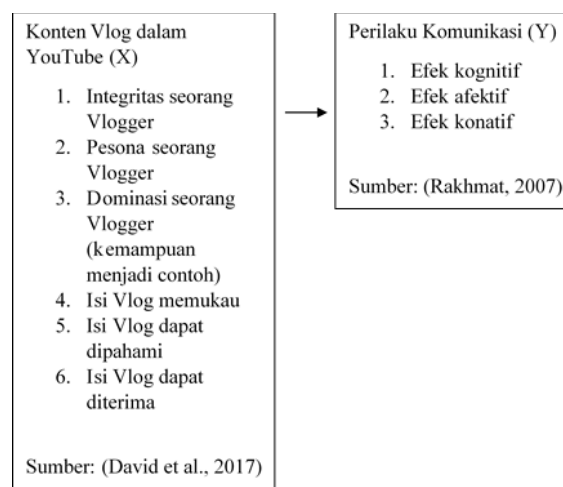 Konten Vlog dalam
YouTube (X)
1. Integritas seorang
Vlogger
2. Pesona seorang
Vlogger
3. Dominasi seorang
Vlogger
(kemampuan
menjadi contoh)
4. Isi Vlog memukau
5. Isi Vlog dapat
dipahami
6. Isi Vlog dapat
diterima
Sumber: (David et al., 2017)
Perilaku Komunikasi (Y)
1. Efek kognitif
2. Efek afektif
3. Efek konatif
Sumber: (Rakhmat, 2007)